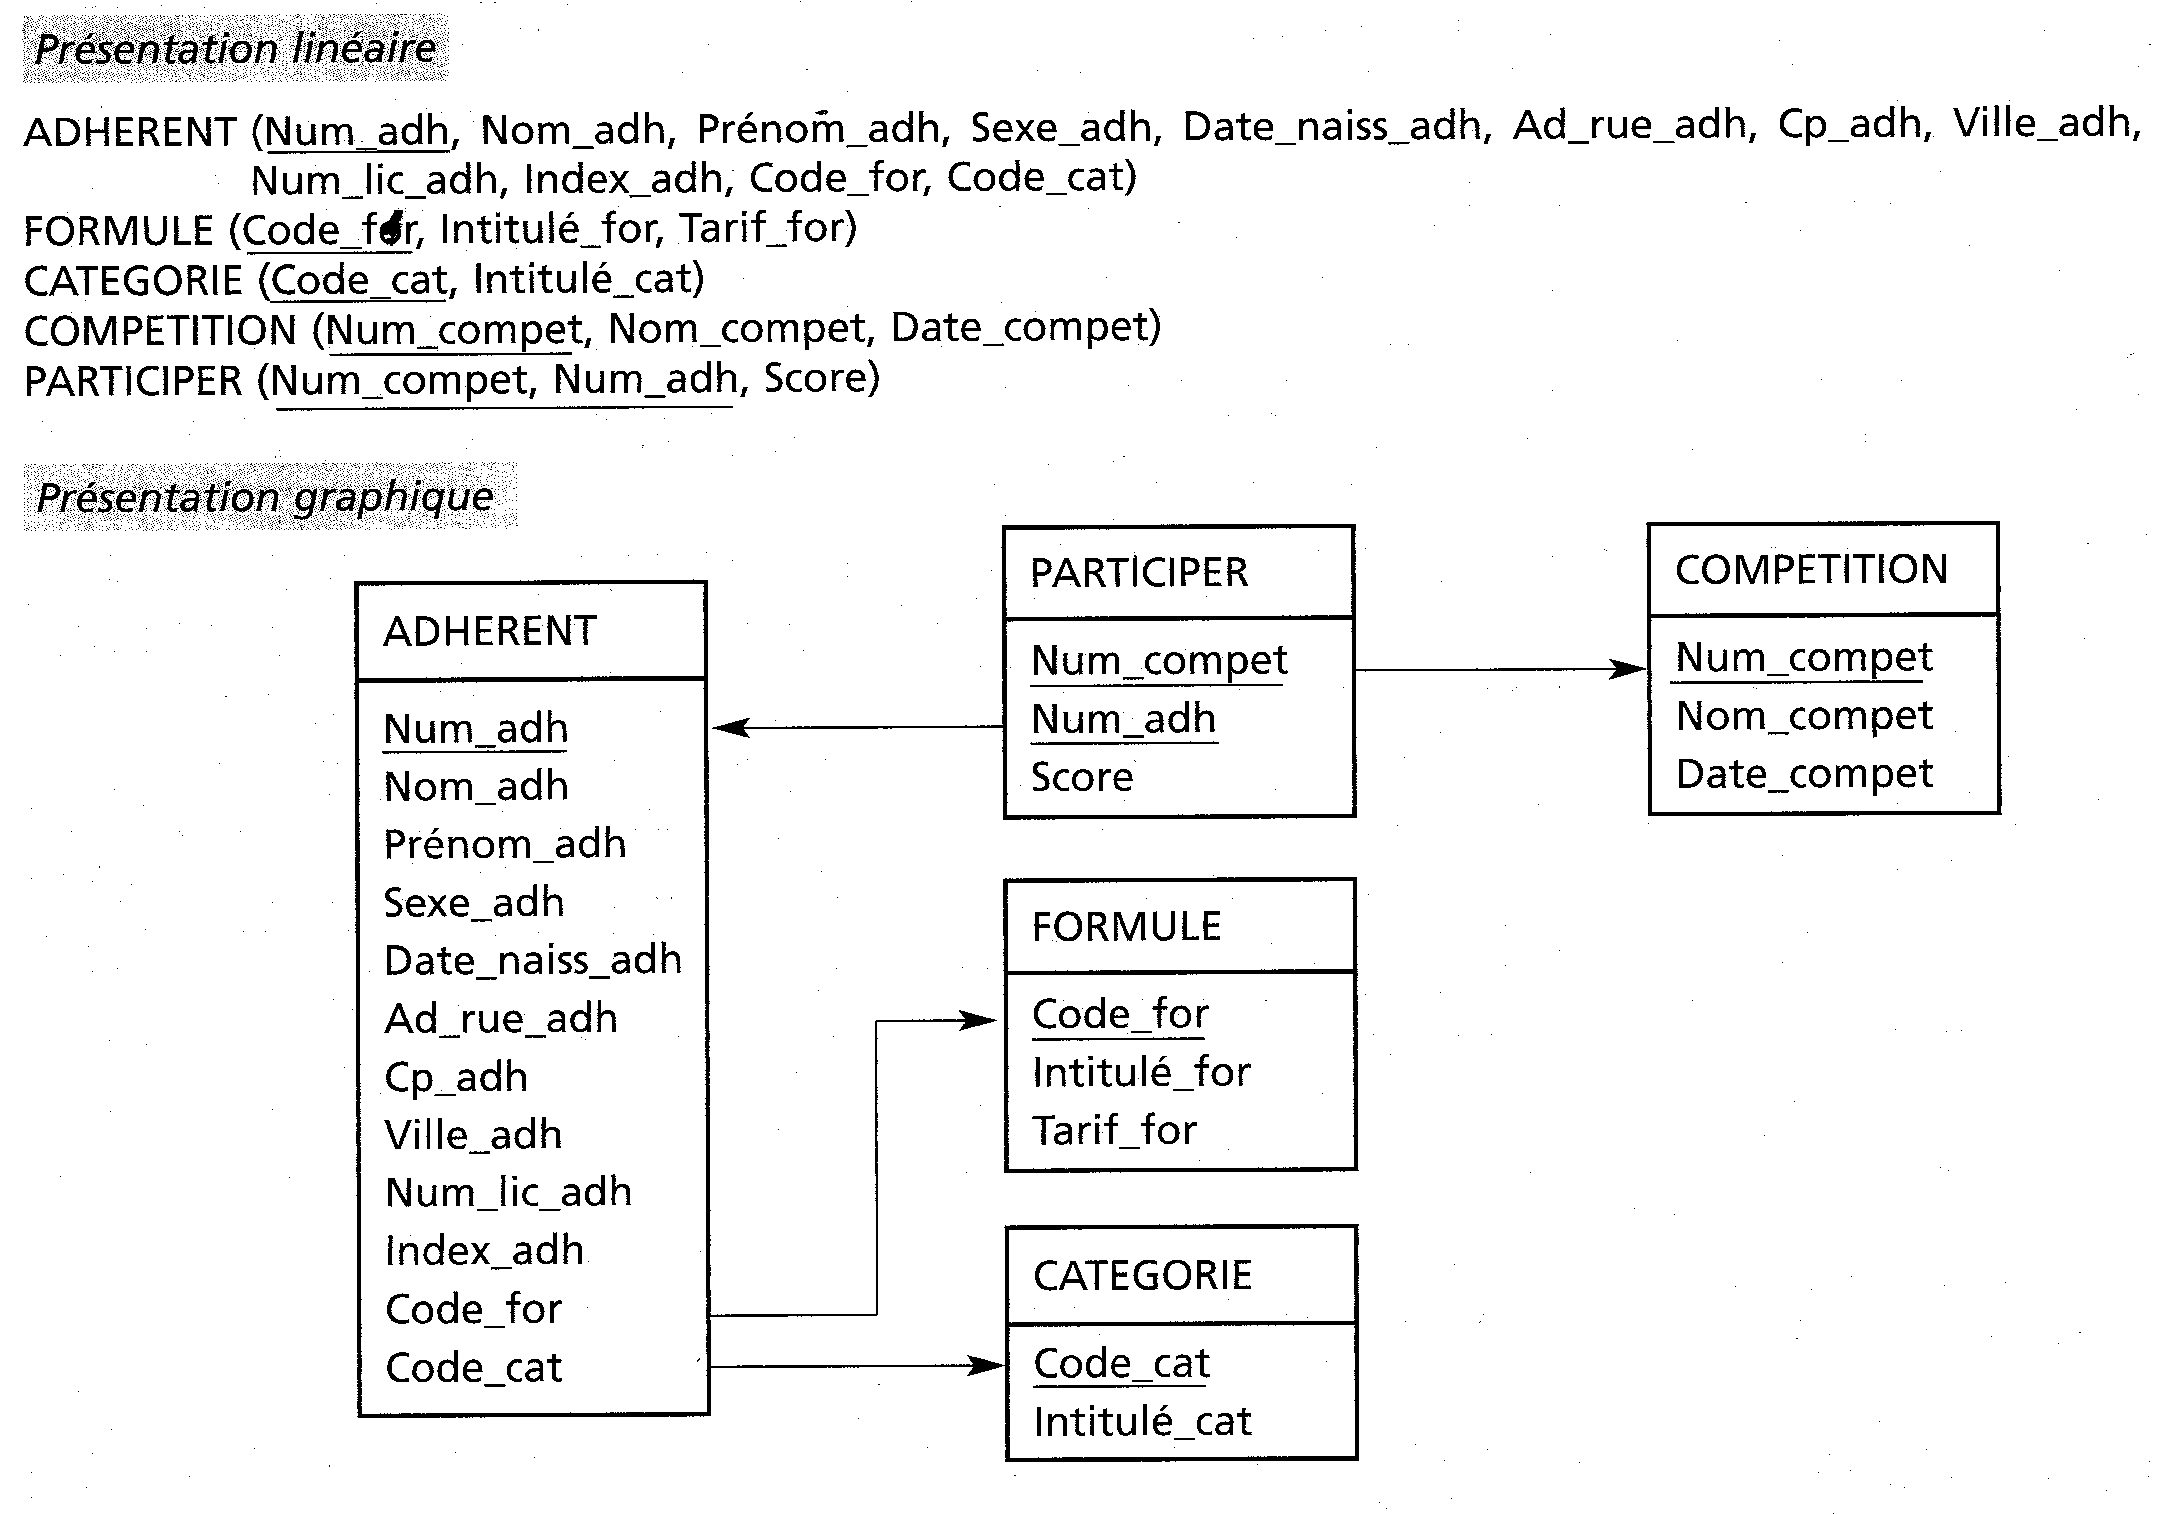 Présentation linéaire
ADHERENT (Num_adh, Nom_adh, Prénom_adh, Sexe_adh, Date_naiss_adh, Ad_rue_adh, Cp_adh, Ville_adh,
Num_lic_adh, Index_adh, Code_for, Code_cat)
FORMULE (Code_for, Intitulé_for, Tarif_for)
CATEGORIE (Code_cat, Intitulé_cat)
COMPETITION (Num_compet, Nom_compet, Date_compet)
PARTICIPER (Num_compet, Num_adh, Score)
Présentation graphique
ADHERENT
Num_adh
Nom_adh
Prénom_adh
Sexe_adh
Date_naiss_adh
Ad_rue_adh
Cp_adh
Ville_adh
Num_lic_adh
Index_adh
Code_for
Code_cat
PARTICIPER
Num_compet
Num_adh
Score
COMPETITION
Num_compet
Nom_compet
Date_compet
FORMULE
Code_for
Intitulé_for
Tarif_for
CATEGORIE
Code_cat
Intitulé_cat